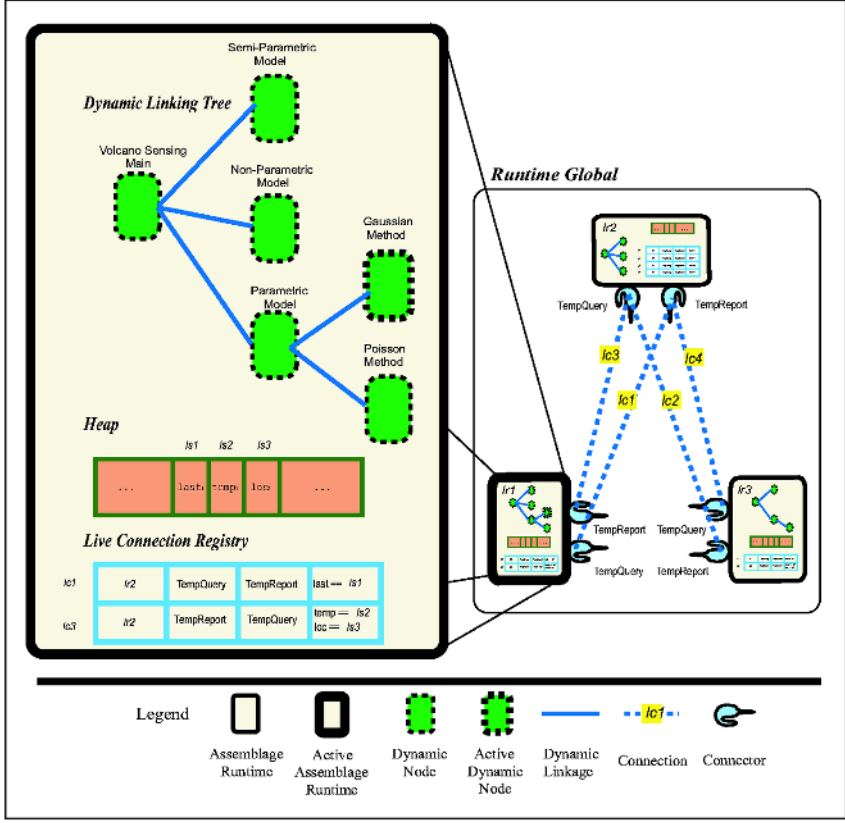 Semi-Parametric
Model
Dynamic Linking Tree
Volcano Sensing
Main
Non-Parametric
Model
Gaussian
Method
Parametric
Model
Poisson
Method
Heap
ls1 ls2 ls3
... last temp loc ...
Live Connection Registry
lc1 lr2 TempQuery TempReport last== ls1
lc3 lr2 TempReport TempQuery temp== ls2
loc== ls3
Runtime Global
lr2
TempQuery TempReport
lc3 lc4
lc1 lc2
lr1 lr3
TempReport TempQuery
TempQuery TempReport
Legend
lc1
Assemblage
Runtime
Active
Assemblage
Runtime
Dynamic
Node
Active
Dynamic
Node
Dynamic
Linkage
Connection
Connector